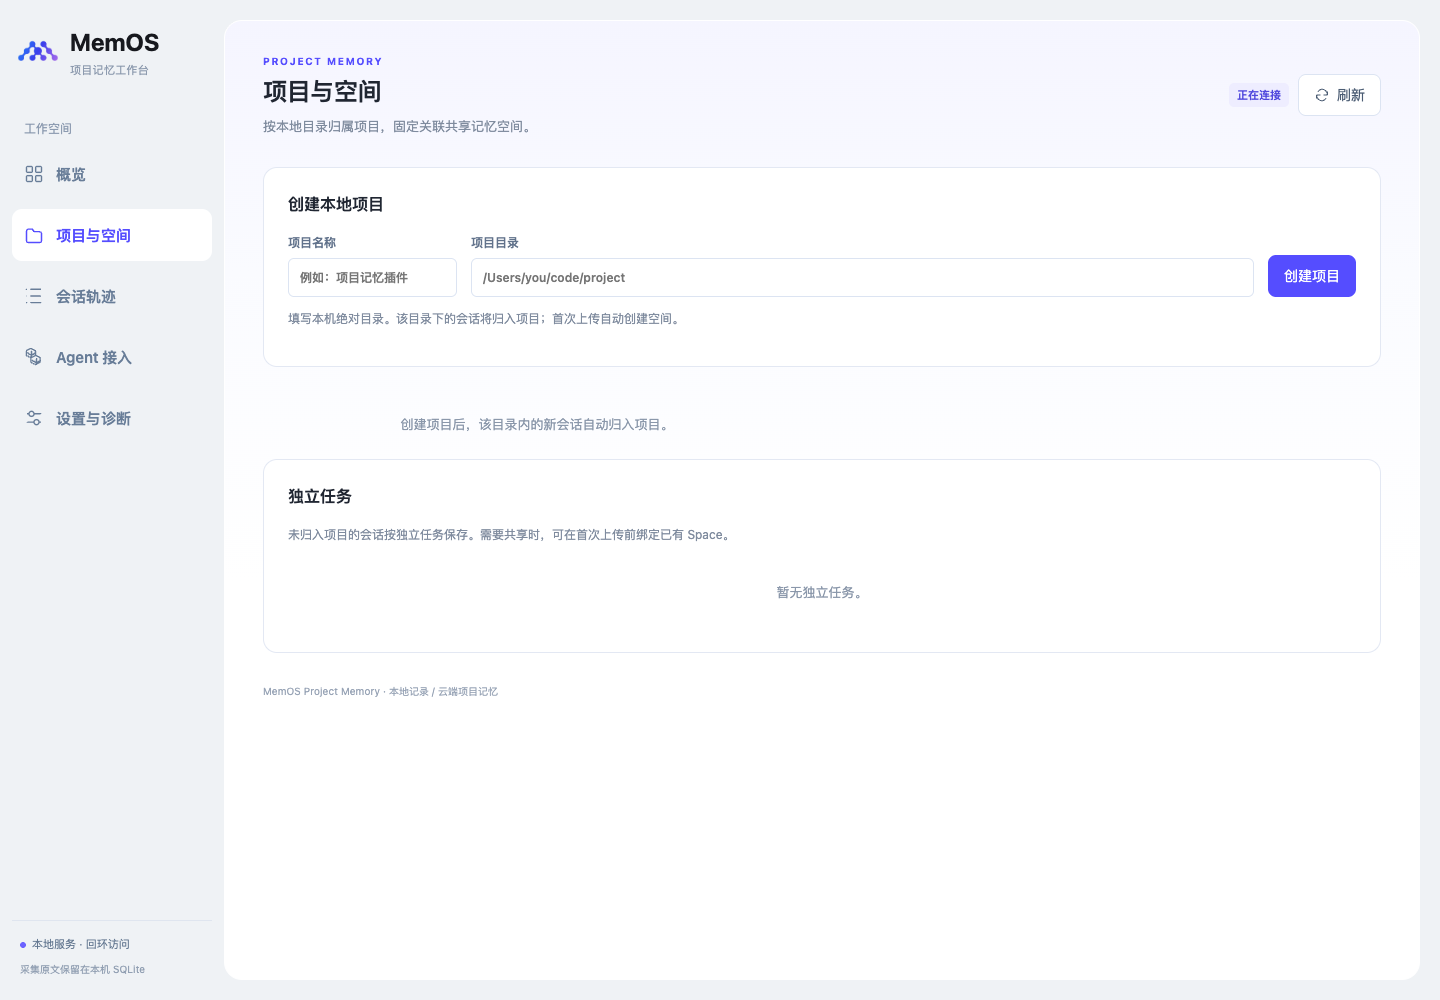 MemOS
项目记忆工作台
工作空间
概览
项目与空间
会话轨迹
Agent 接入
设置与诊断
本地服务 · 回环访问
采集原文保留在本机 SQLite
PROJECT MEMORY
项目与空间
按本地目录归属项目，固定关联共享记忆空间。
正在连接
刷新
创建本地项目
项目名称
项目目录
例如：项目记忆插件
/Users/you/code/project
创建项目
填写本机绝对目录。该目录下的会话将归入项目；首次上传自动创建空间。
创建项目后，该目录内的新会话自动归入项目。
独立任务
未归入项目的会话按独立任务保存。需要共享时，可在首次上传前绑定已有 Space。
暂无独立任务。
MemOS Project Memory · 本地记录 / 云端项目记忆